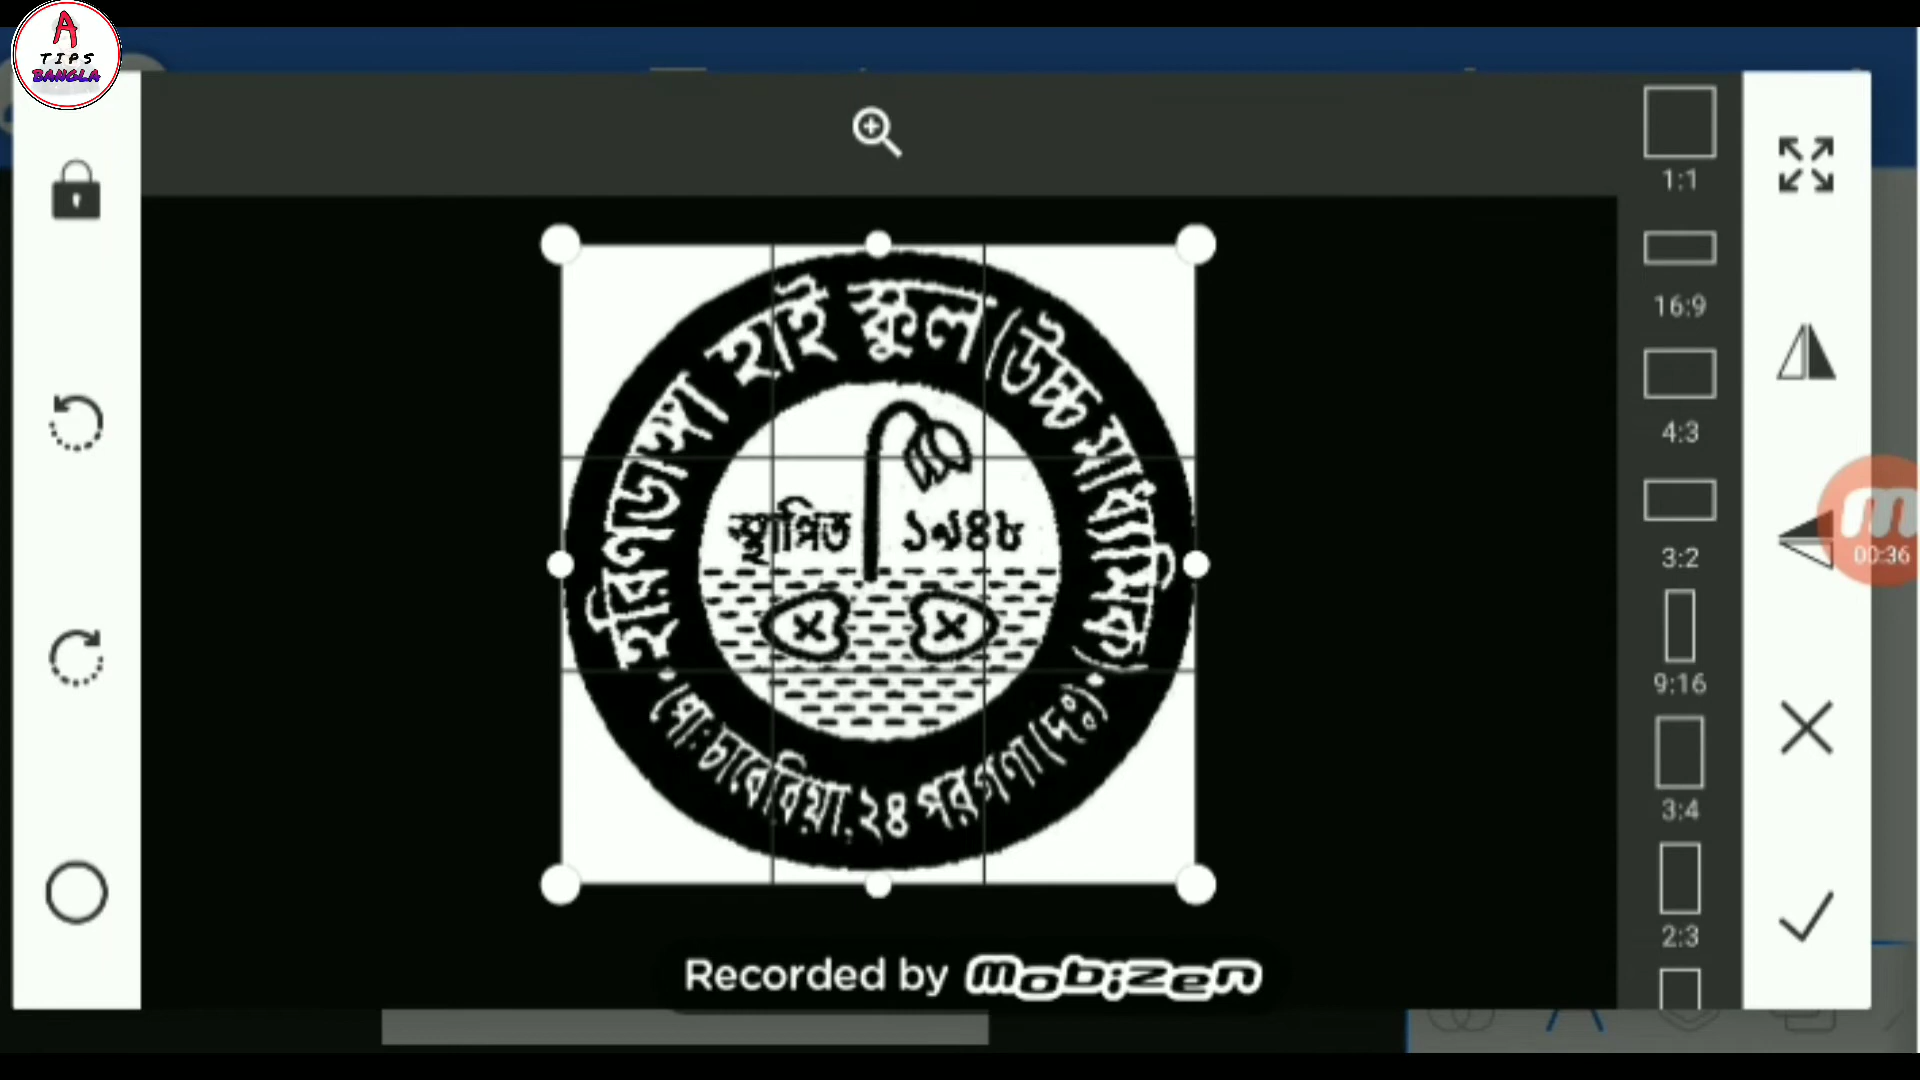 A
TIPS
BANGLA
হরিণডাঙ্গা হাই স্কুল (উচ্চ মাধ্যমিক)
স্থাপিত ১৯৪৮
(পো: চাবেরিয়া, ২৪ পরগণা (দঃ)
1:1
16:9
4:3
3:2
9:16
3:4
2:3
00:36
Recorded by mobizen